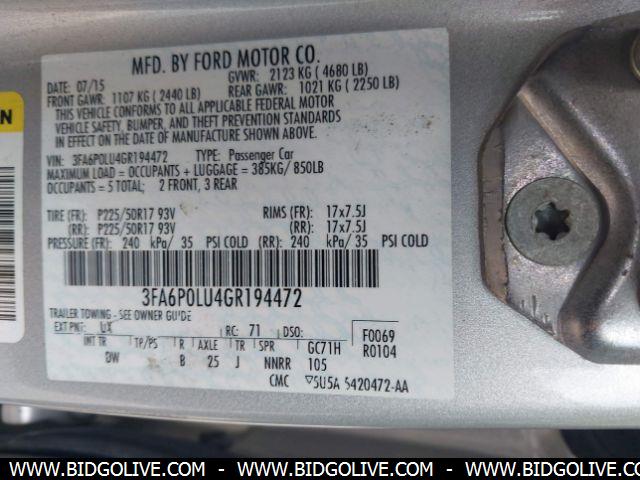 MFD. BY FORD MOTOR CO.
DATE: 07/15 GVWR: 2123 KG ( 4680 LB)
FRONT GAWR: 1107 KG ( 2440 LB) REAR GAWR: 1021 KG ( 2250 LB)
THIS VEHICLE CONFORMS TO ALL APPLICABLE FEDERAL MOTOR
VEHICLE SAFETY, BUMPER, AND THEFT PREVENTION STANDARDS
IN EFFECT ON THE DATE OF MANUFACTURE SHOWN ABOVE.
VIN: 3FA6P0LU4GR194472 TYPE: Passenger Car
MAXIMUM LOAD = OCCUPANTS + LUGGAGE = 385KG/ 850LB
OCCUPANTS = 5 TOTAL; 2 FRONT, 3 REAR
TIRE (FR): P225/50R17 93V RIMS (FR): 17x7.5J
(RR): P225/50R17 93V (RR): 17x7.5J
PRESSURE (FR): 240 kPa/ 35 PSI COLD (RR): 240 kPa/ 35 PSI COLD
3FA6P0LU4GR194472
TRAILER TOWING - SEE OWNER GUIDE
EXT PNT: UX RC: 71 DSO: F0069
R0104
INT TR TP/PS R AXLE TR SPR GC71H
DW B 25 J NNRR 105
CMC 5U5A 5420472-AA
WWW.BIDGOLIVE.COM - WWW.BIDGOLIVE.COM - WWW.BIDGOLIVE.COM